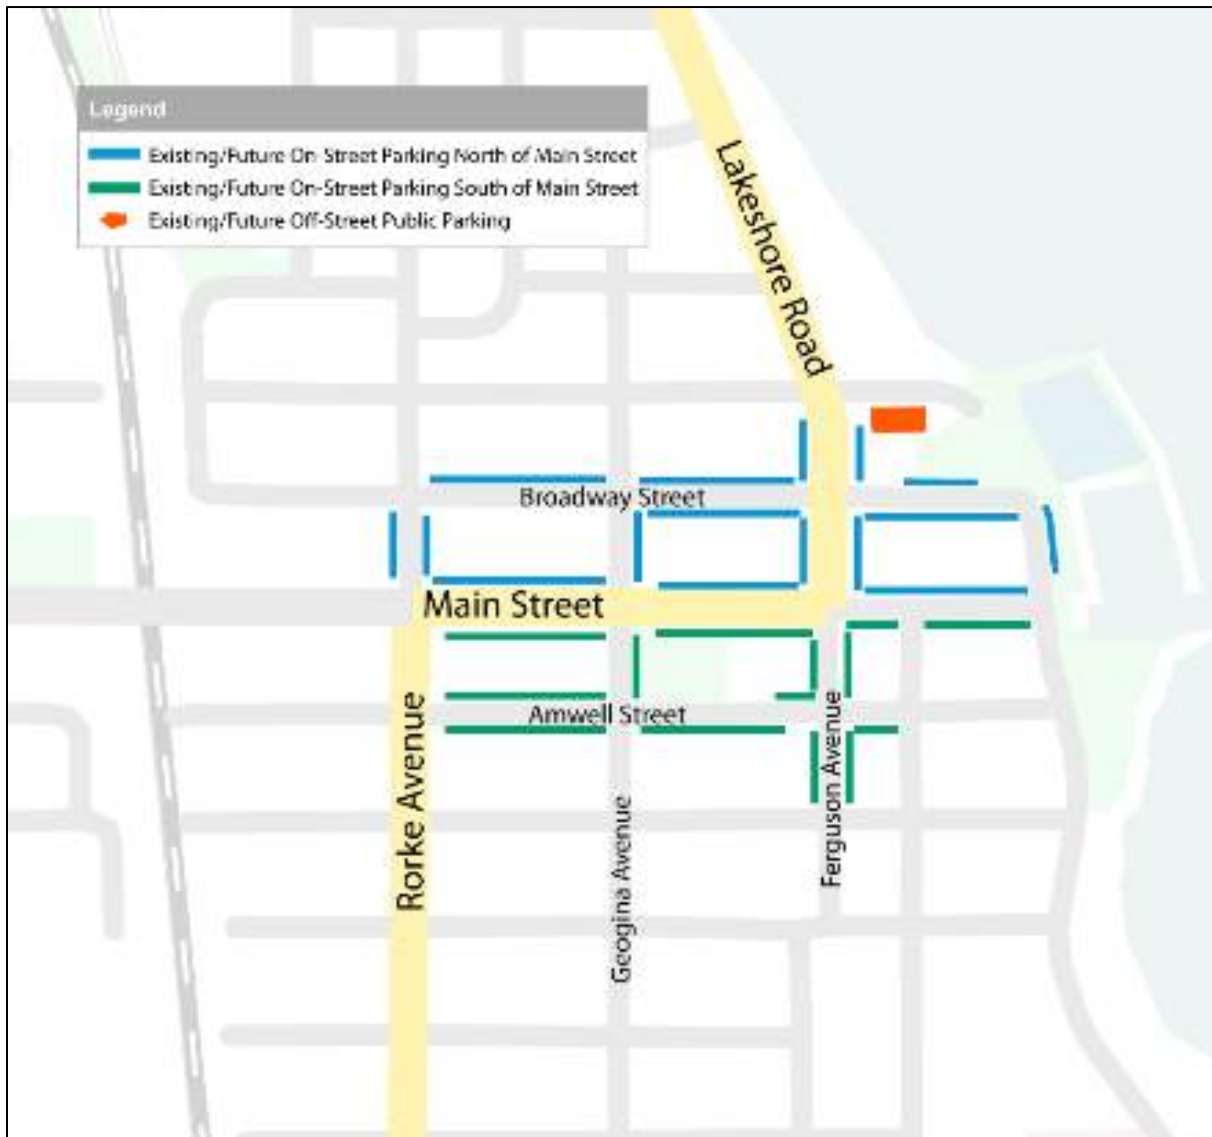 Legend
Existing/Future On-Street Parking North of Main Street
Existing/Future On-Street Parking South of Main Street
Existing/Future Off-Street Public Parking
Lakeshore Road
Broadway Street
Main Street
Amwell Street
Rorke Avenue
Geogina Avenue
Ferguson Avenue